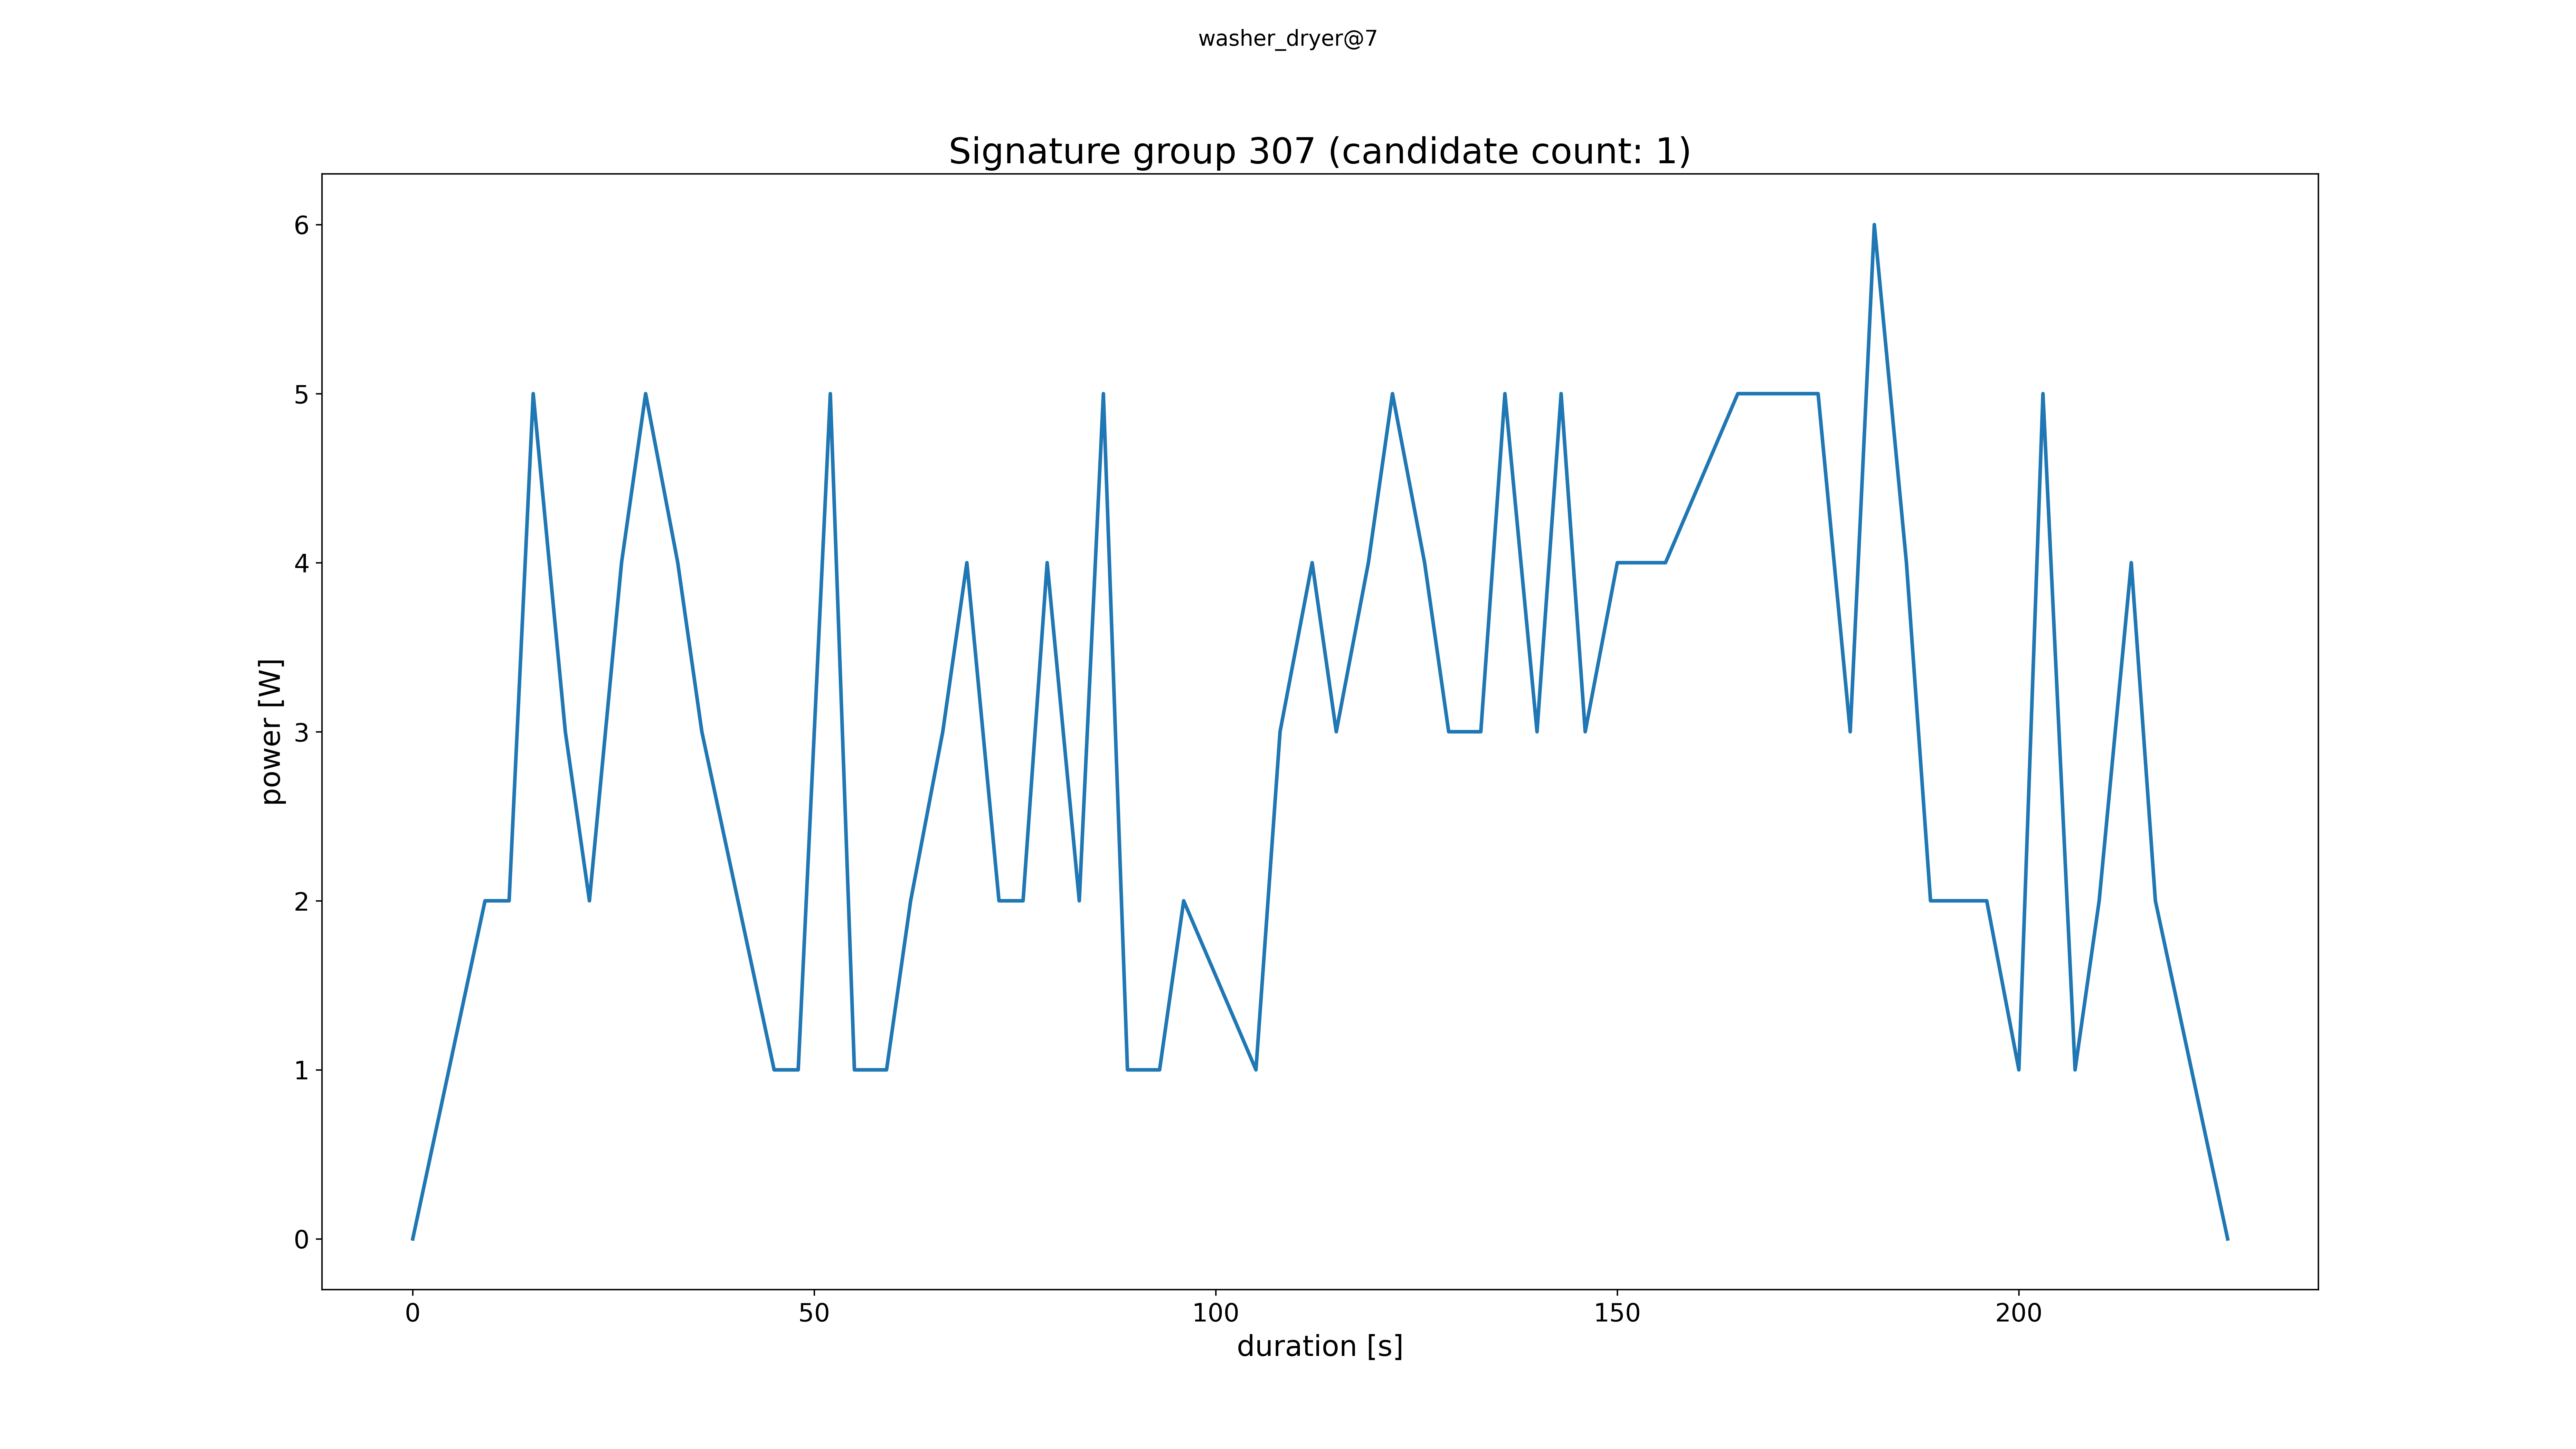 washer_dryer@7
Signature group 307 (candidate count: 1)
6
5
4
3
2
1
0
power [W]
0 50 100 150 200
duration [s]